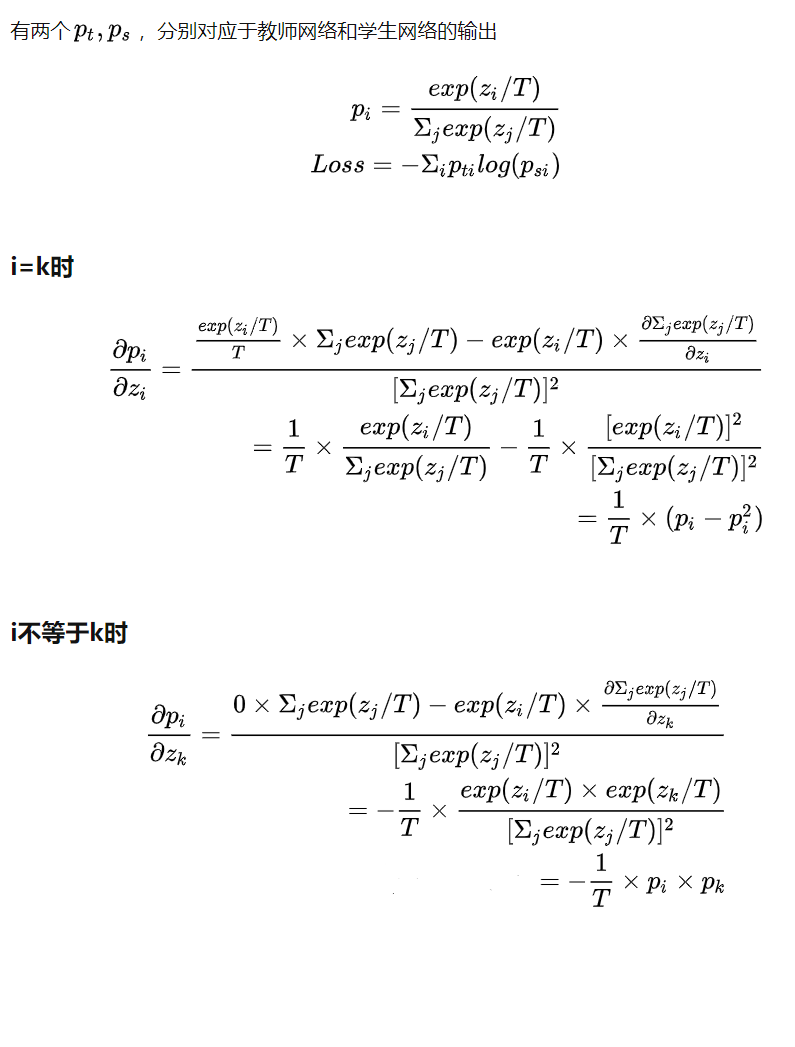 有两个 $p_t, p_s$ ，分别对应于教师网络和学生网络的输出
$p_i = \frac{exp(z_i/T)}{\Sigma_j exp(z_j/T)}$
$Loss = -\Sigma_i p_{ti} log(p_{si})$
i=k时
$\frac{\partial p_i}{\partial z_i} = \frac{\frac{exp(z_i/T)}{T} \times \Sigma_j exp(z_j/T) - exp(z_i/T) \times \frac{\partial \Sigma_j exp(z_j/T)}{\partial z_i}}{[\Sigma_j exp(z_j/T)]^2}$
$= \frac{1}{T} \times \frac{exp(z_i/T)}{\Sigma_j exp(z_j/T)} - \frac{1}{T} \times \frac{[exp(z_i/T)]^2}{[\Sigma_j exp(z_j/T)]^2}$
$= \frac{1}{T} \times (p_i - p_i^2)$
i不等于k时
$\frac{\partial p_i}{\partial z_k} = \frac{0 \times \Sigma_j exp(z_j/T) - exp(z_i/T) \times \frac{\partial \Sigma_j exp(z_j/T)}{\partial z_k}}{[\Sigma_j exp(z_j/T)]^2}$
$= -\frac{1}{T} \times \frac{exp(z_i/T) \times exp(z_k/T)}{[\Sigma_j exp(z_j/T)]^2}$
$= -\frac{1}{T} \times p_i \times p_k$